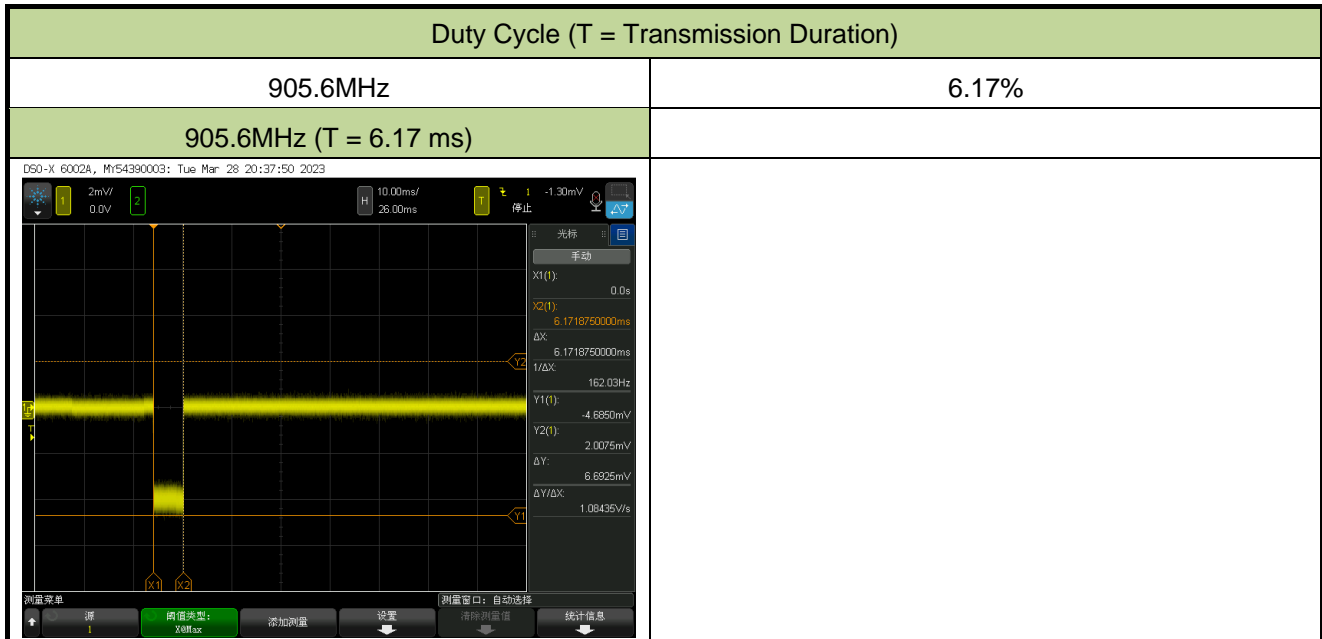 Duty Cycle (T = Transmission Duration)
905.6MHz 6.17%
905.6MHz (T = 6.17 ms)
DSO-X 6002A, MY54390003: Tue Mar 28 20:37:50 2023
1 2mV/ 2 H 10.00ms/ T 1 -1.30mV
0.0V 26.00ms 停止
光标
手动
X1(1):
0.0s
X2(1):
6.1718750000ms
ΔX:
6.1718750000ms
1/ΔX:
162.03Hz
Y1(1):
-4.6850mV
Y2(1):
2.0075mV
ΔY:
6.6925mV
ΔY/ΔX:
1.08435V/s
Y2
1
T
Y1
X1 X2
测量菜单 测量窗口: 自动选择
源 阈值类型: 添加测量 设置 清除测量值 统计信息
1 X@Max